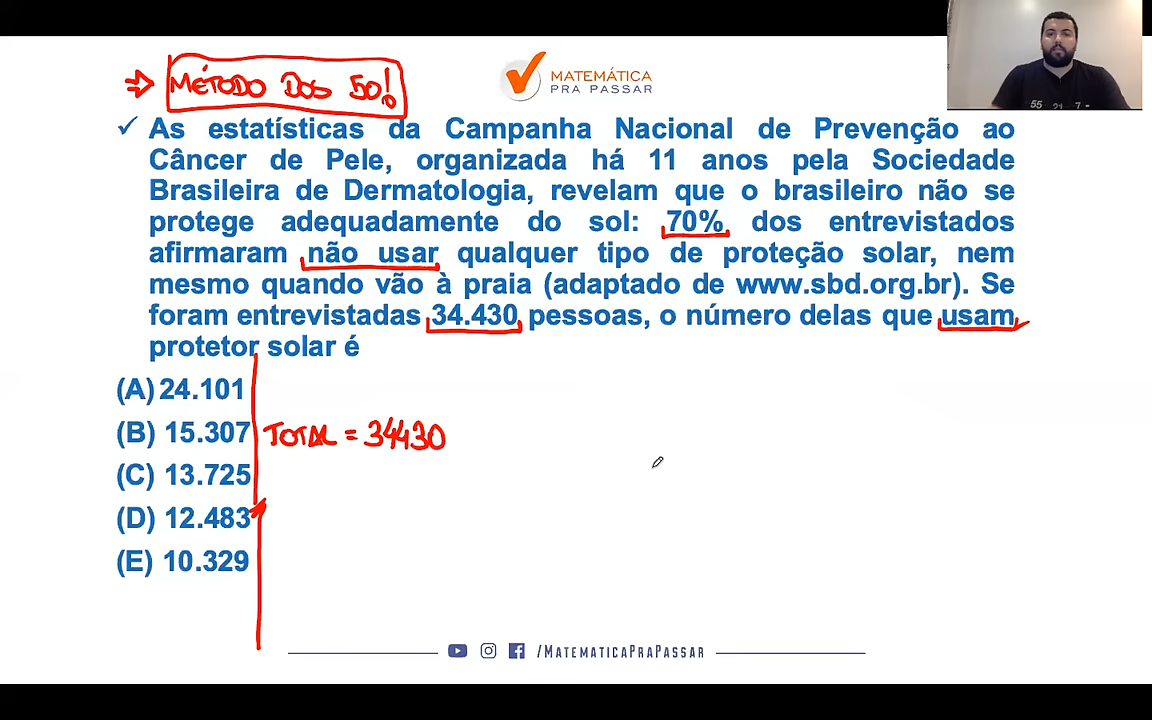 ⇒ MÉTODO DOS 50!
MATEMÁTICA
PRA PASSAR
✓ As estatísticas da Campanha Nacional de Prevenção ao
Câncer de Pele, organizada há 11 anos pela Sociedade
Brasileira de Dermatologia, revelam que o brasileiro não se
protege adequadamente do sol: 70% dos entrevistados
afirmaram não usar qualquer tipo de proteção solar, nem
mesmo quando vão à praia (adaptado de www.sbd.org.br). Se
foram entrevistadas 34.430 pessoas, o número delas que usam
protetor solar é
(A) 24.101
(B) 15.307
TOTAL = 34430
(C) 13.725
(D) 12.483
(E) 10.329
/MATEMATICAPRAPASSAR